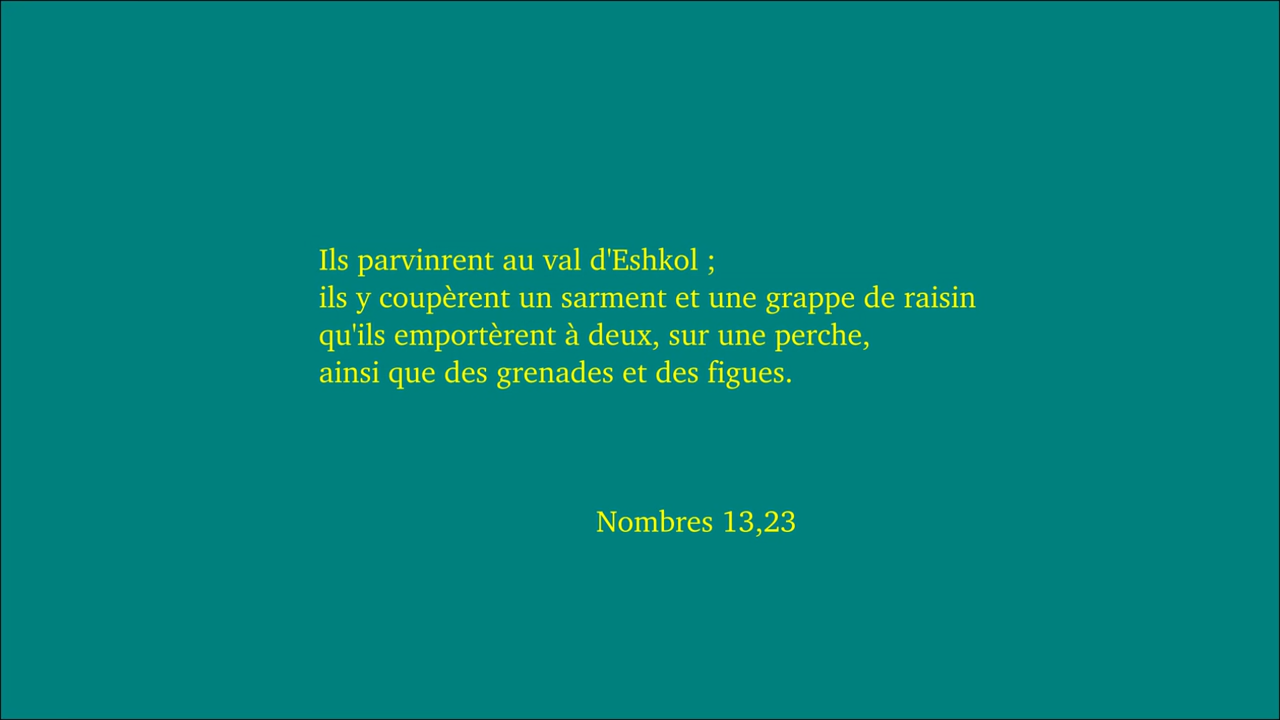 Ils parvinrent au val d'Eshkol ;
ils y coupèrent un sarment et une grappe de raisin
qu'ils emportèrent à deux, sur une perche,
ainsi que des grenades et des figues.
Nombres 13,23